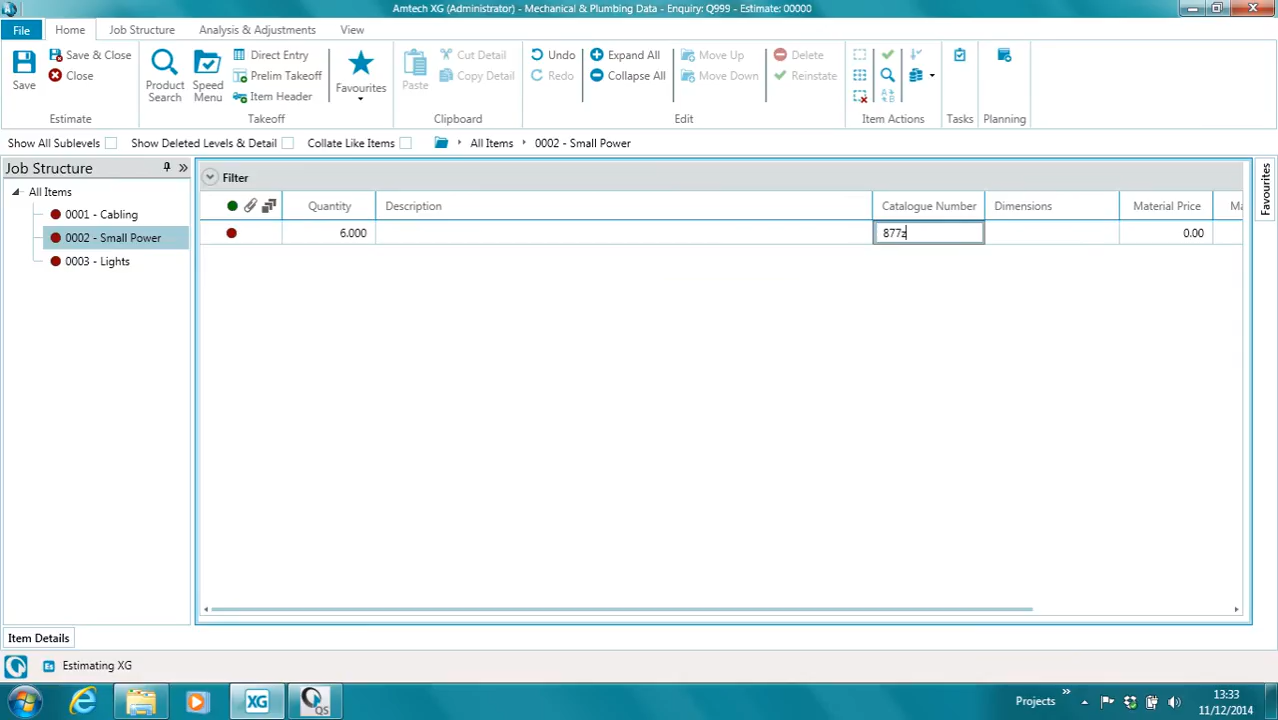 Amtech XG (Administrator) - Mechanical & Plumbing Data - Enquiry: Q999 - Estimate: 00000
File Home Job Structure Analysis & Adjustments View
Save
Save & Close
Close
Estimate
Product Search
Speed Menu
Direct Entry
Prelim Takeoff
Item Header
Favourites
Takeoff
Paste
Cut Detail
Copy Detail
Clipboard
Undo
Redo
Expand All
Collapse All
Move Up
Move Down
Delete
Reinstate
Edit
Item Actions
Tasks
Planning
Show All Sublevels Show Deleted Levels & Detail Collate Like Items All Items 0002 - Small Power
Job Structure
All Items
0001 - Cabling
0002 - Small Power
0003 - Lights
Filter
Quantity Description Catalogue Number Dimensions Material Price Ma
6.000 877z 0.00
Favourites
Item Details
Estimating XG
XG
QS
Projects
13:33
11/12/2014